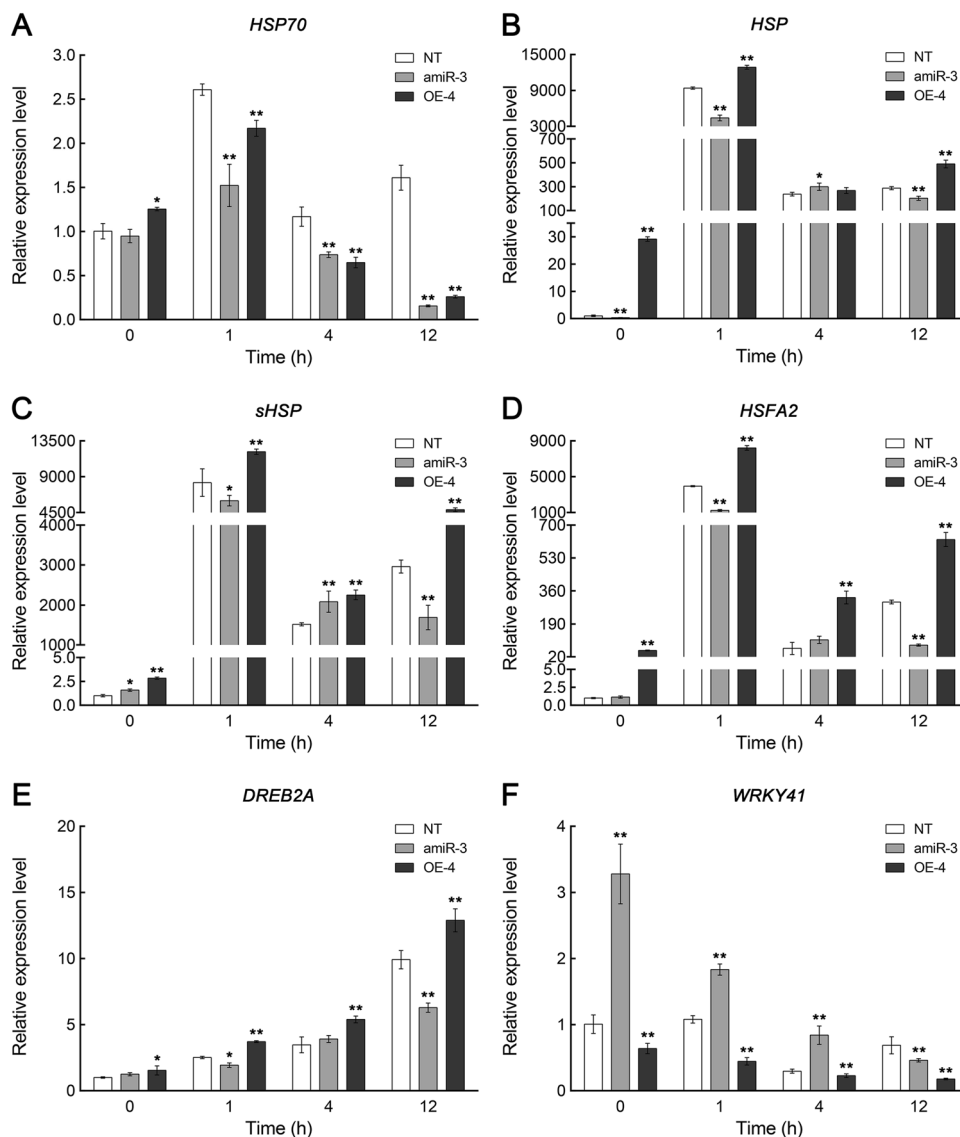 A
HSP70
Relative expression level
3.0
2.5
2.0
1.5
1.0
0.5
0.0
NT
amiR-3
OE-4
*
**
**
**
**
**
**
0
1
4
12
Time (h)
B
HSP
Relative expression level
15000
9000
3000
700
500
300
100
30
20
10
0
NT
amiR-3
OE-4
**
**
**
**
*
**
**
0
1
4
12
Time (h)
C
sHSP
Relative expression level
13500
9000
4500
4000
3000
2000
1000
5.0
2.5
0.0
NT
amiR-3
OE-4
*
**
*
**
**
**
**
**
0
1
4
12
Time (h)
D
HSFA2
Relative expression level
9000
5000
1000
700
530
360
190
20
5.0
2.5
0.0
NT
amiR-3
OE-4
**
**
**
**
**
**
0
1
4
12
Time (h)
E
DREB2A
Relative expression level
20
15
10
5
0
NT
amiR-3
OE-4
*
*
**
**
**
**
0
1
4
12
Time (h)
F
WRKY41
Relative expression level
4
3
2
1
0
NT
amiR-3
OE-4
**
**
**
**
**
**
**
**
0
1
4
12
Time (h)